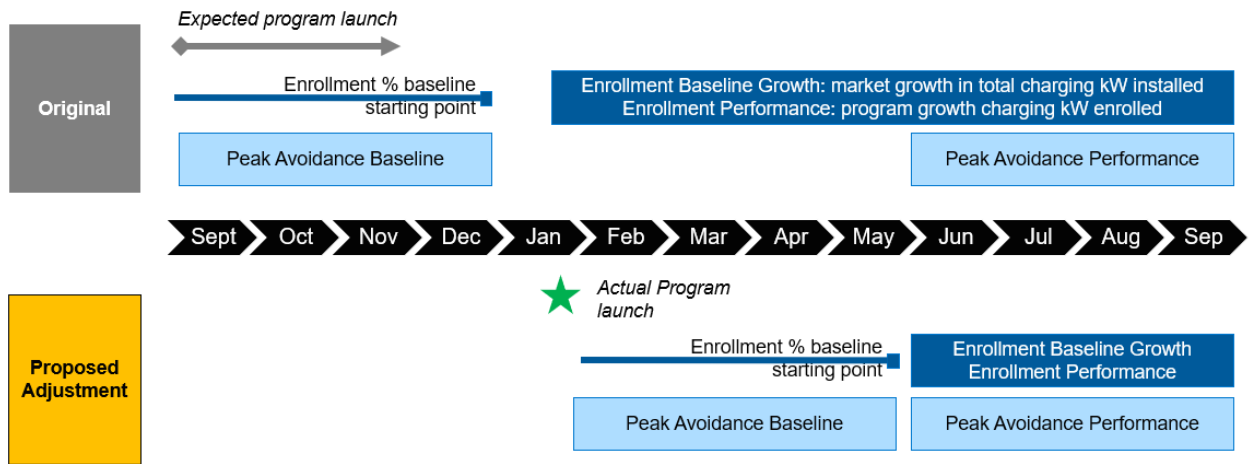 Expected program launch
Original
Enrollment % baseline
starting point
Enrollment Baseline Growth: market growth in total charging kW installed
Enrollment Performance: program growth charging kW enrolled
Peak Avoidance Baseline
Peak Avoidance Performance
Sept Oct Nov Dec Jan Feb Mar Apr May Jun Jul Aug Sep
Actual Program
launch
Proposed
Adjustment
Enrollment % baseline
starting point
Enrollment Baseline Growth
Enrollment Performance
Peak Avoidance Baseline
Peak Avoidance Performance